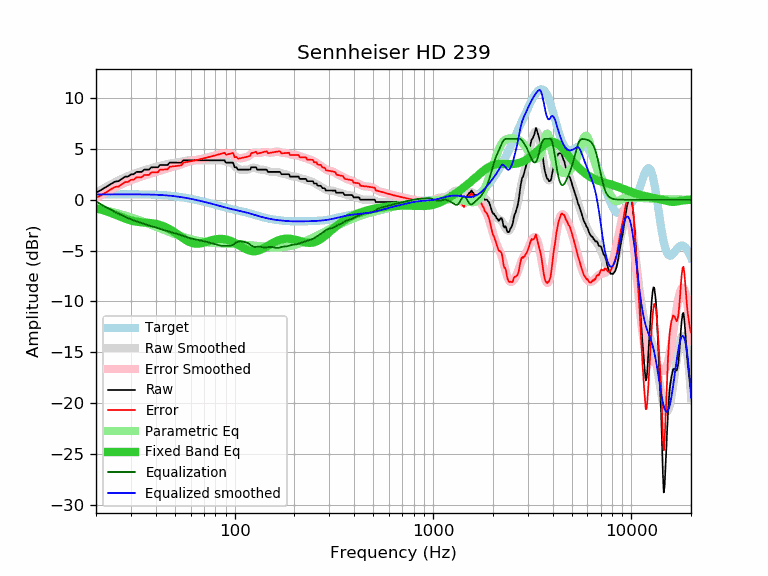 Sennheiser HD 239
Amplitude (dBr)
10
5
0
−5
−10
−15
−20
−25
−30
Target
Raw Smoothed
Error Smoothed
Raw
Error
Parametric Eq
Fixed Band Eq
Equalization
Equalized smoothed
100 1000 10000
Frequency (Hz)